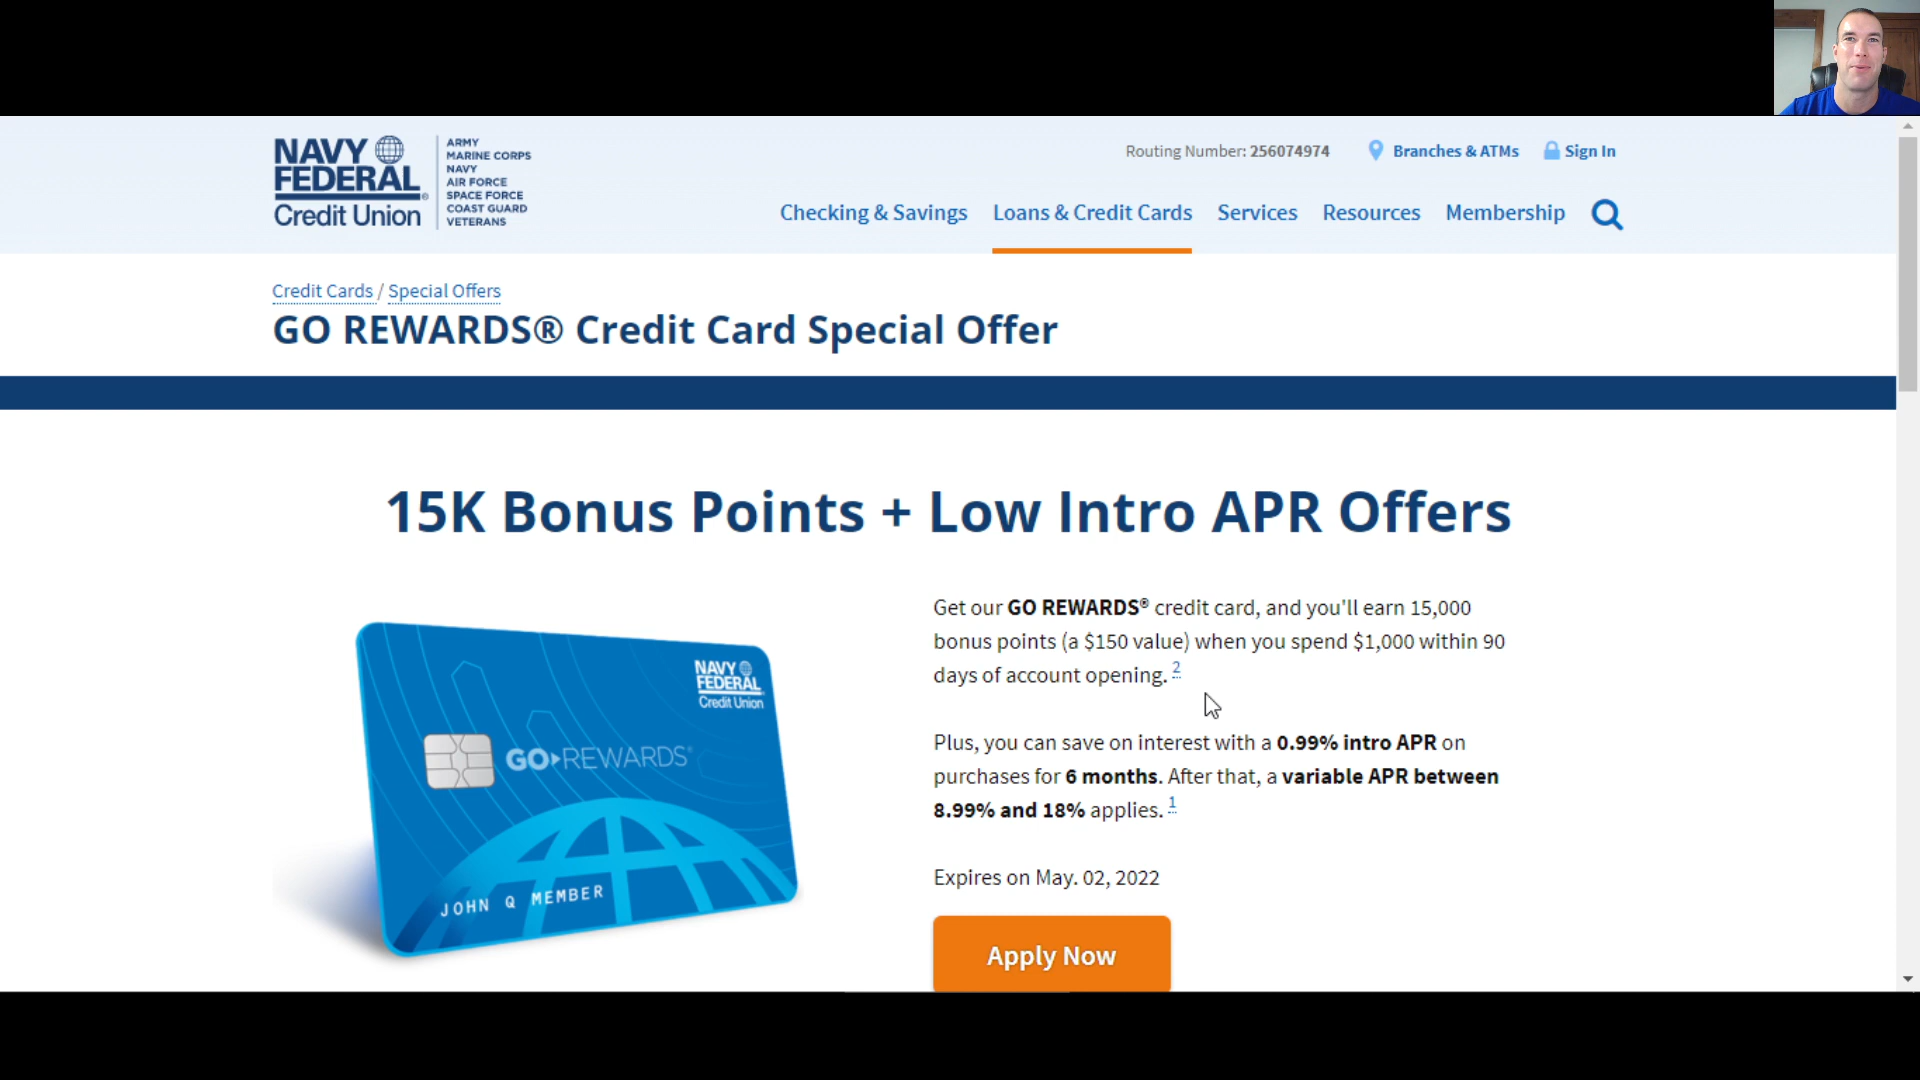 NAVY
FEDERAL®
Credit Union
ARMY
MARINE CORPS
NAVY
AIR FORCE
SPACE FORCE
COAST GUARD
VETERANS
Routing Number: 256074974
Branches & ATMs
Sign In
Checking & Savings
Loans & Credit Cards
Services
Resources
Membership
Credit Cards / Special Offers
GO REWARDS® Credit Card Special Offer
15K Bonus Points + Low Intro APR Offers
NAVY
FEDERAL
Credit Union
GO REWARDS®
JOHN Q MEMBER
Get our GO REWARDS® credit card, and you'll earn 15,000
bonus points (a $150 value) when you spend $1,000 within 90
days of account opening. 2
Plus, you can save on interest with a 0.99% intro APR on
purchases for 6 months. After that, a variable APR between
8.99% and 18% applies. 1
Expires on May. 02, 2022
Apply Now